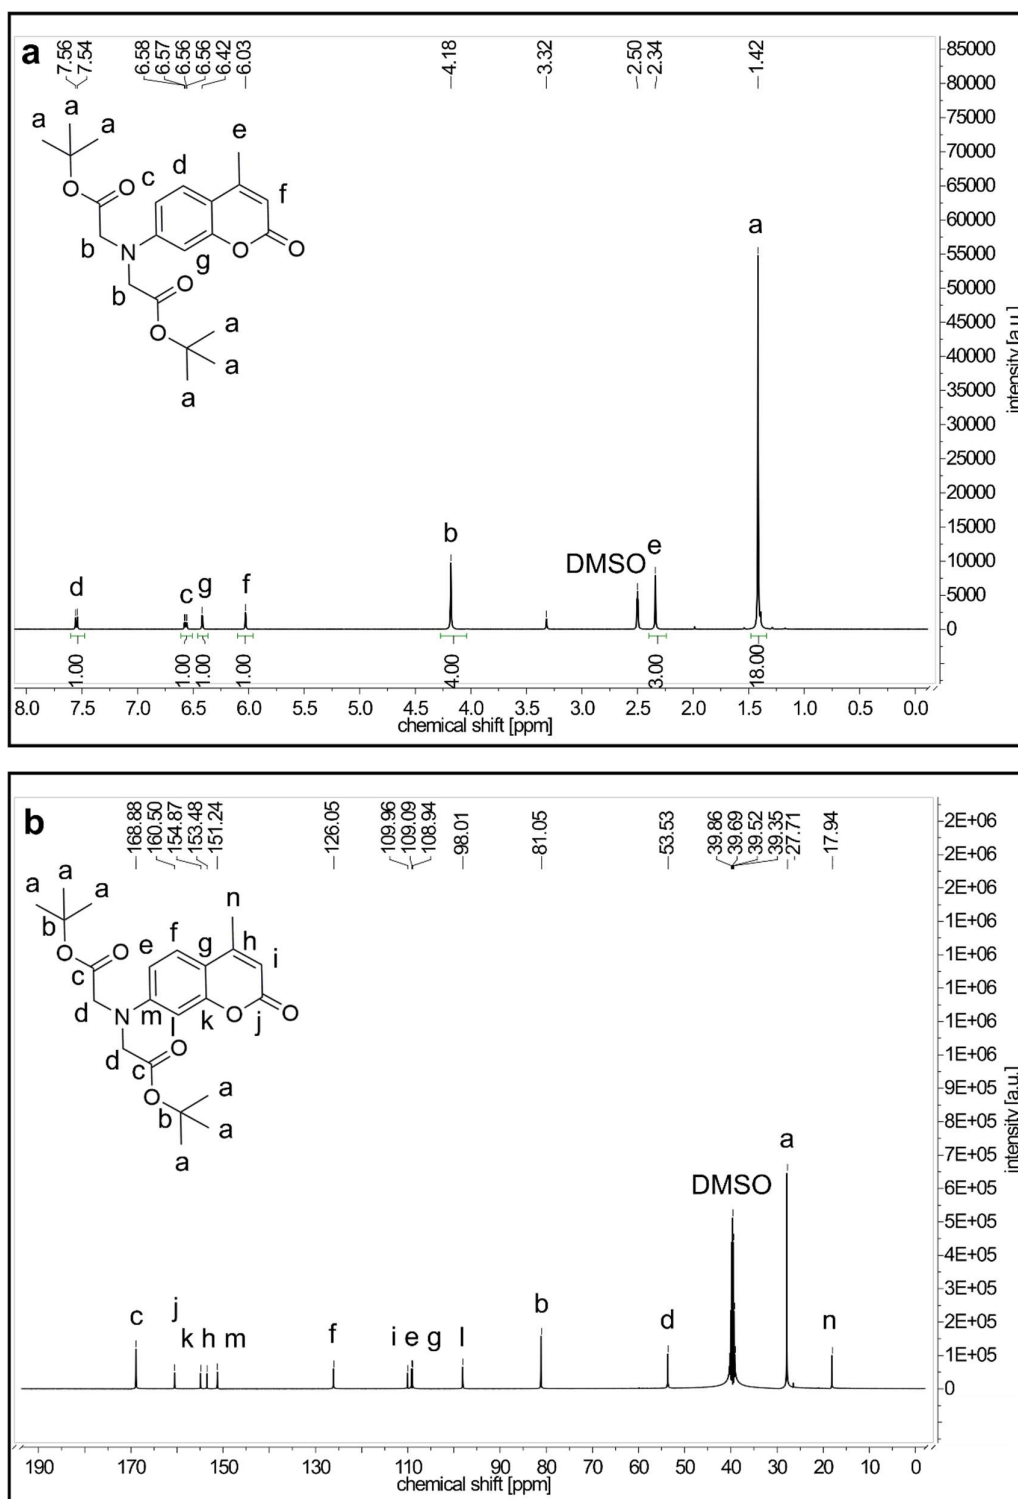 a
7.56
7.54
6.58
6.57
6.56
6.56
6.42
6.03
4.18
3.32
2.50
2.34
1.42
a
a a
e
d
c
O
O
f
b
N
O
O
g
b
O
O
a
a
a
a
b
DMSO
e
d
c
g
f
1.00
1.00
1.00
1.00
4.00
3.00
18.00
85000
80000
75000
70000
65000
60000
55000
50000
45000
40000
35000
30000
25000
20000
15000
10000
5000
0
intensity [a.u.]
8.0 7.5 7.0 6.5 6.0 5.5 5.0 4.5 4.0 3.5 3.0 2.5 2.0 1.5 1.0 0.5 0.0
chemical shift [ppm]
b
168.88
160.50
154.87
153.48
151.24
126.05
109.96
109.09
108.94
98.01
81.05
53.53
39.86
39.69
39.52
39.35
27.71
17.94
a a
a
n
b
e f g h i
O
O
c
d
N
m
l
k
O
j
O
d
O
c
O
b
a
a
a
a
DMSO
c
j
k h m
f
i e g
l
b
d
n
2E+06
2E+06
2E+06
1E+06
1E+06
1E+06
1E+06
1E+06
9E+05
8E+05
7E+05
6E+05
5E+05
4E+05
3E+05
2E+05
1E+05
0
intensity [a.u.]
190 170 150 130 110 100 90 80 70 60 50 40 30 20 10 0
chemical shift [ppm]